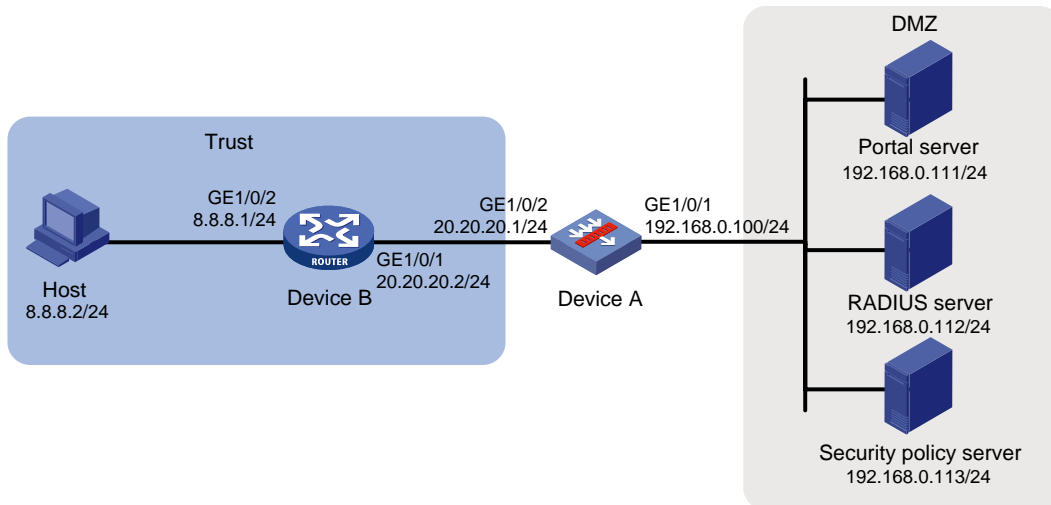 DMZ
Trust
Portal server
192.168.0.111/24
GE1/0/2
8.8.8.1/24
GE1/0/2
20.20.20.1/24
GE1/0/1
192.168.0.100/24
ROUTER
GE1/0/1
20.20.20.2/24
Host
8.8.8.2/24
Device B
Device A
RADIUS server
192.168.0.112/24
Security policy server
192.168.0.113/24